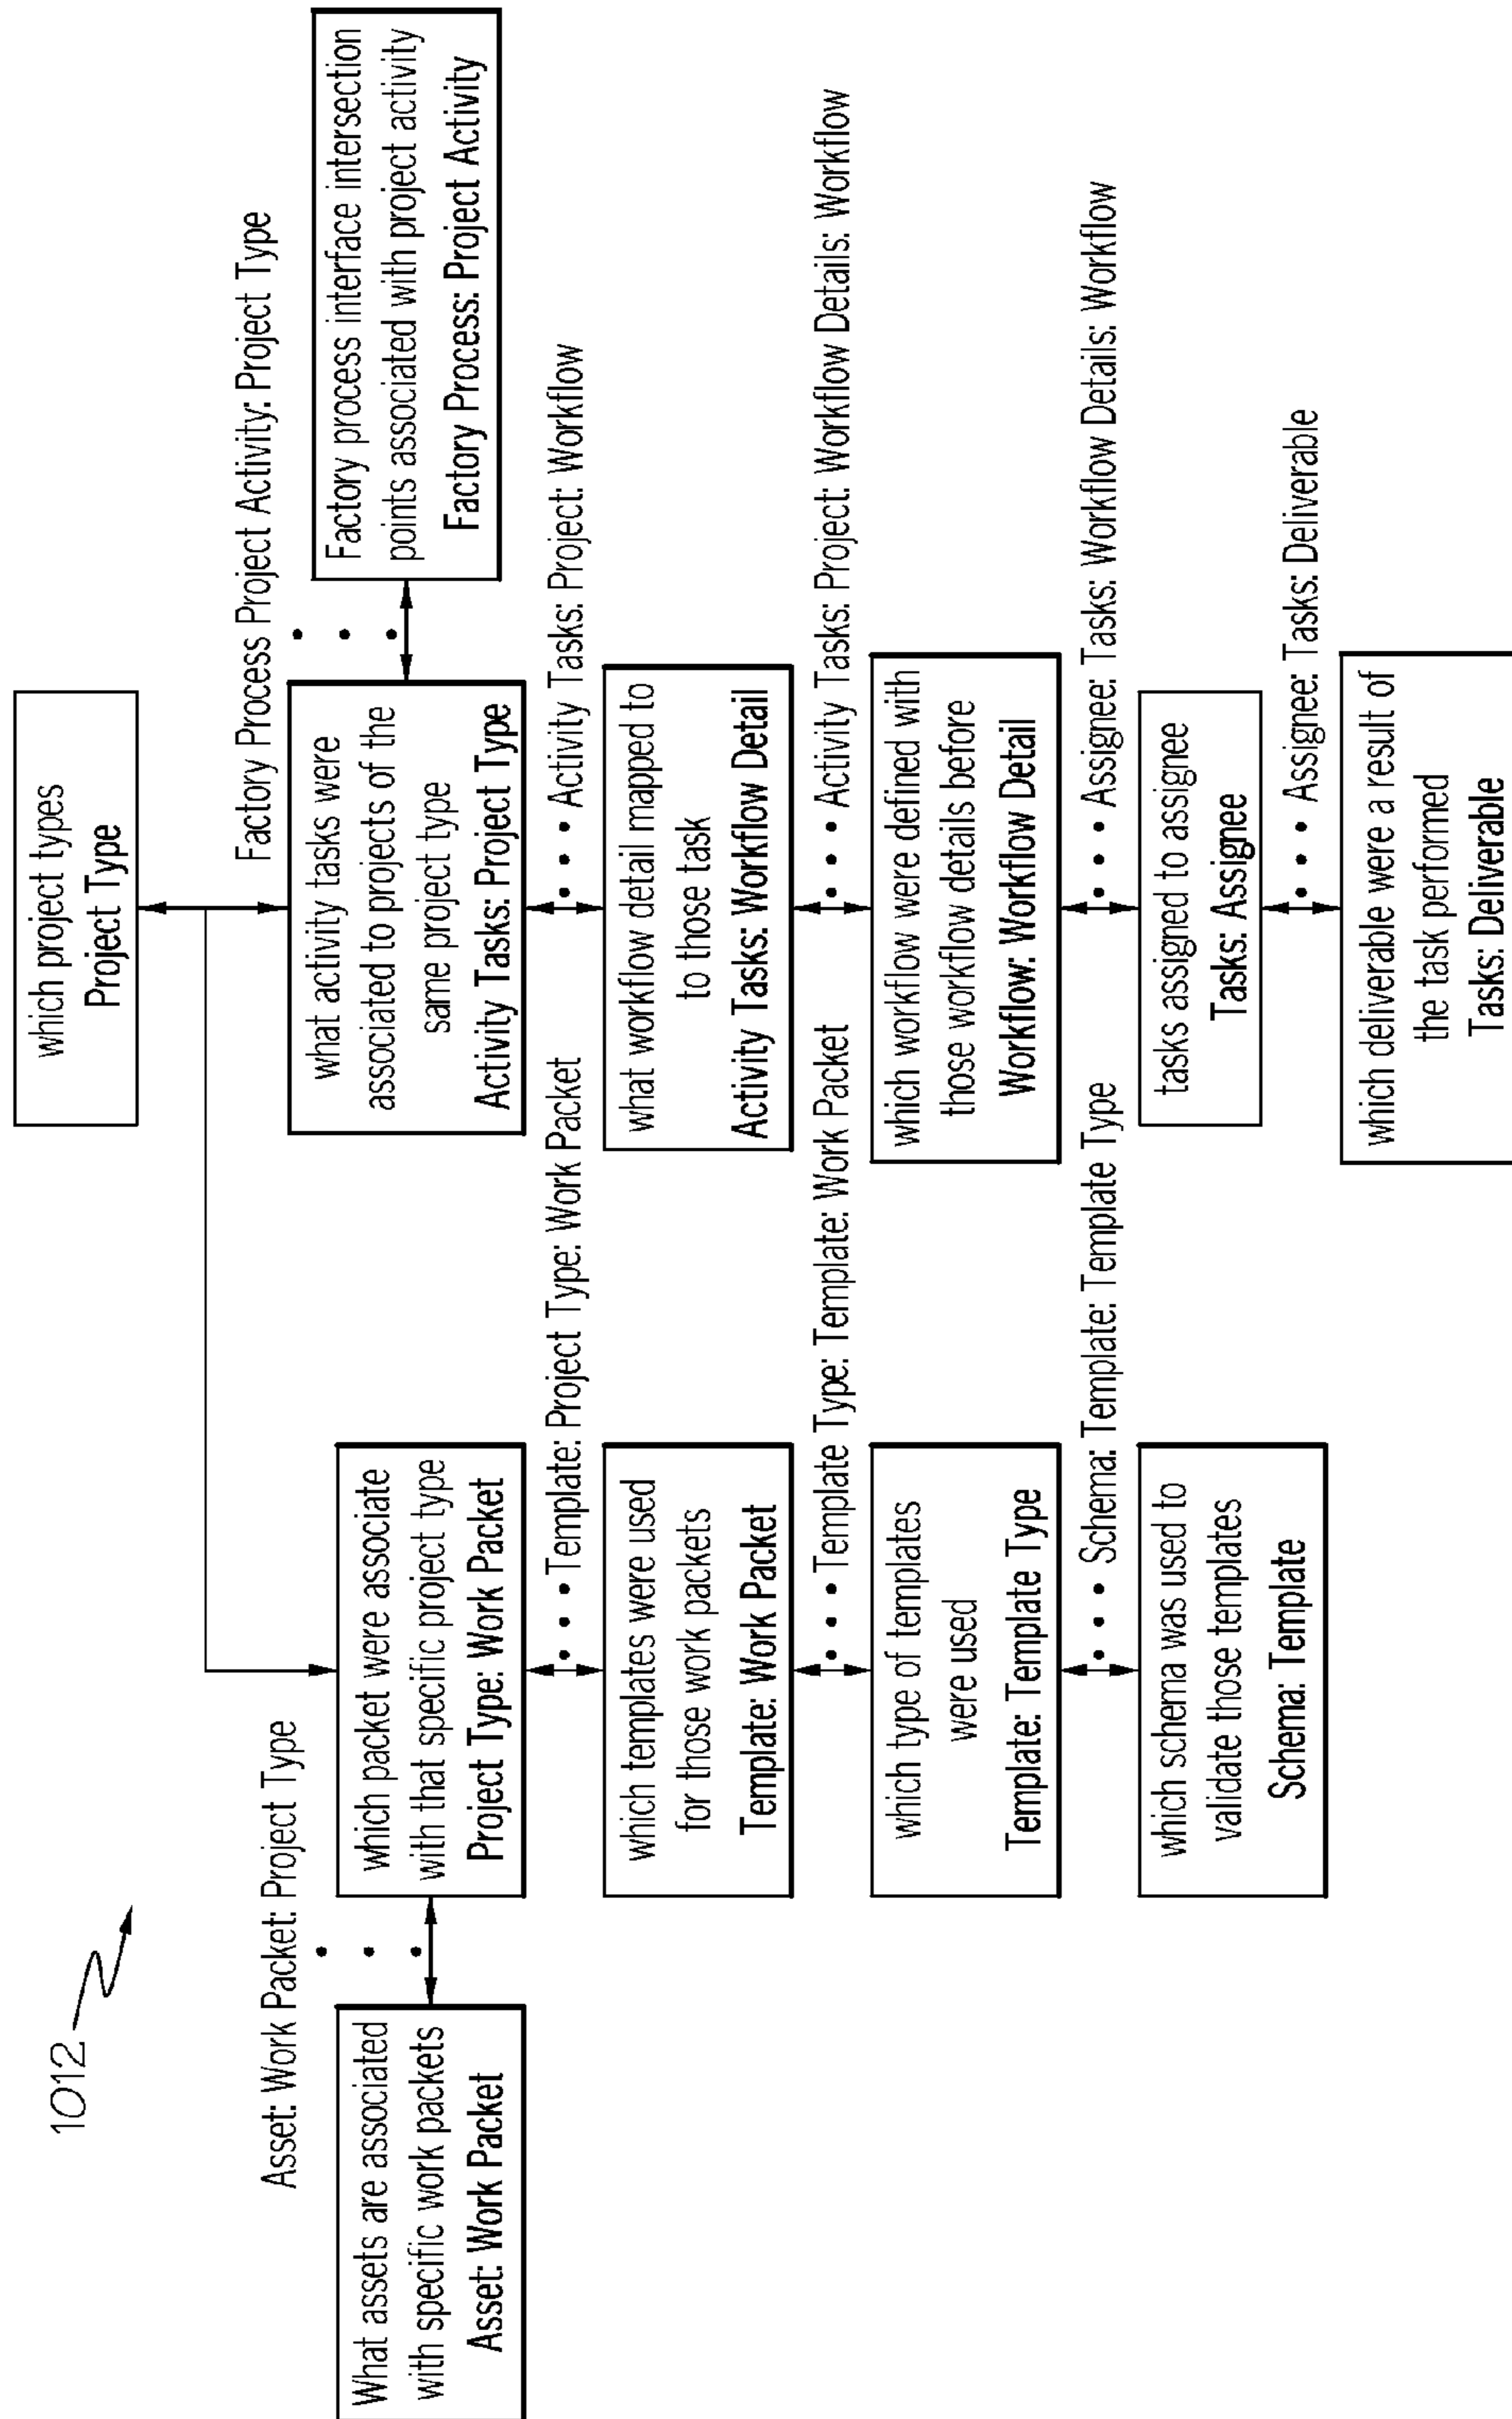 1012
which project types
Project Type
Factory Process Project Activity: Project Type
Asset: Work Packet: Project Type
What assets are associated
with specific work packets
Asset: Work Packet
which packet were associate
with that specific project type
Project Type: Work Packet
what activity tasks were
associated to projects of the
same project type
Activity Tasks: Project Type
Factory process interface intersection
points associated with project activity
Factory Process: Project Activity
Template: Project Type: Work Packet
Activity Tasks: Project: Workflow
which templates were used
for those work packets
Template: Work Packet
what workflow detail mapped to
to those task
Activity Tasks: Workflow Detail
Template Type: Template: Work Packet
Activity Tasks: Project: Workflow Details: Workflow
which type of templates
were used
Template: Template Type
which workflow were defined with
those workflow details before
Workflow: Workflow Detail
Schema: Template: Template Type
Assignee: Tasks: Workflow Details: Workflow
which schema was used to
validate those templates
Schema: Template
tasks assigned to assignee
Tasks: Assignee
Assignee: Tasks: Deliverable
which deliverable were a result of
the task performed
Tasks: Deliverable